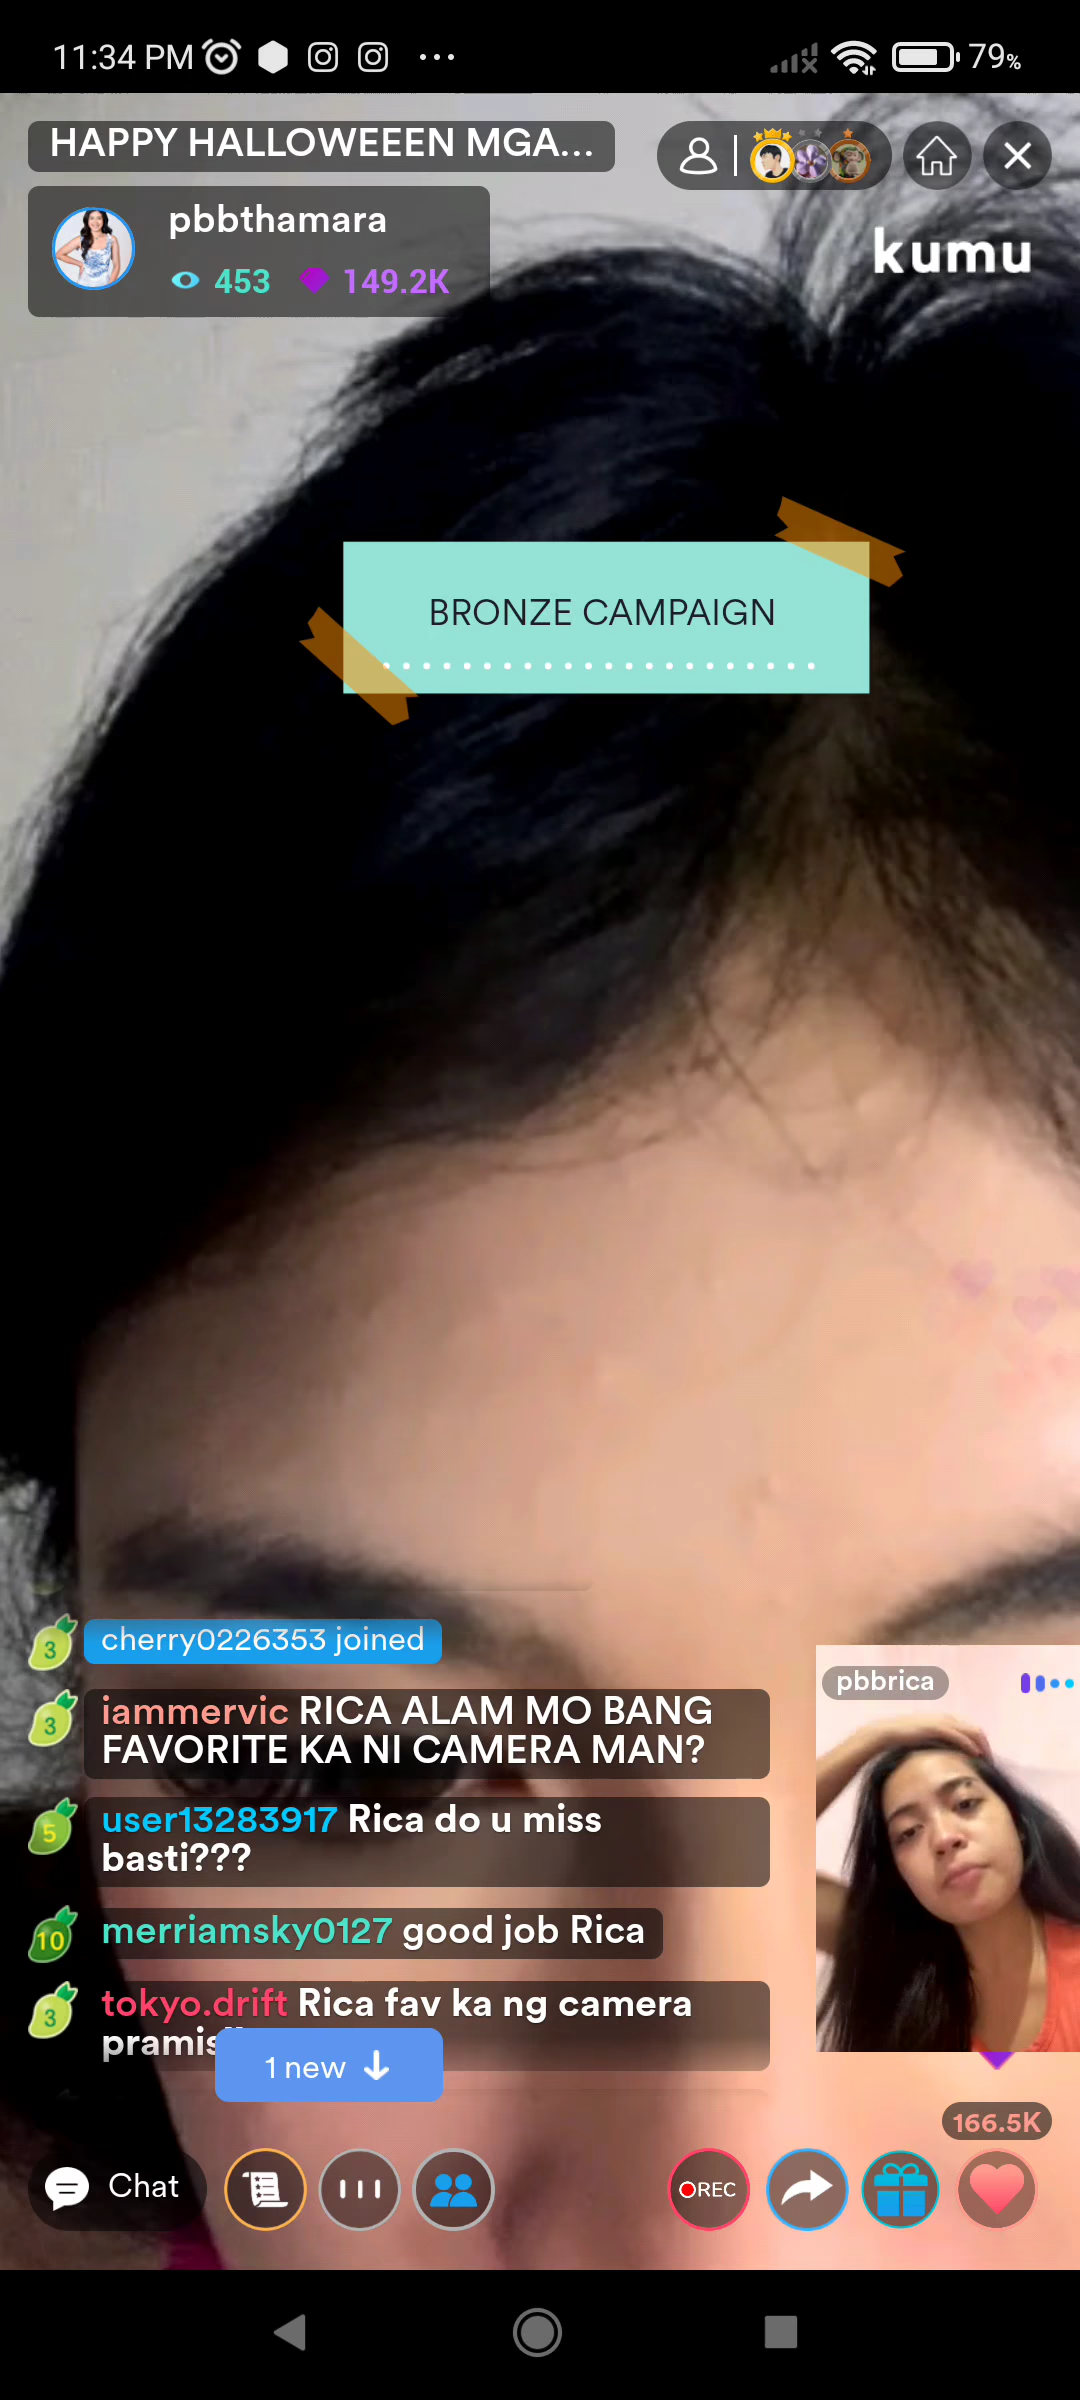 11:34 PM
79%
HAPPY HALLOWEEEN MGA...
pbbthamara
453 149.2K
kumu
BRONZE CAMPAIGN
3 cherry0226353 joined
3 iammervic RICA ALAM MO BANG
FAVORITE KA NI CAMERA MAN?
5 user13283917 Rica do u miss
basti???
10 merriamsky0127 good job Rica
3 tokyo.drift Rica fav ka ng camera
1 new
pbbrica
166.5K
Chat
REC